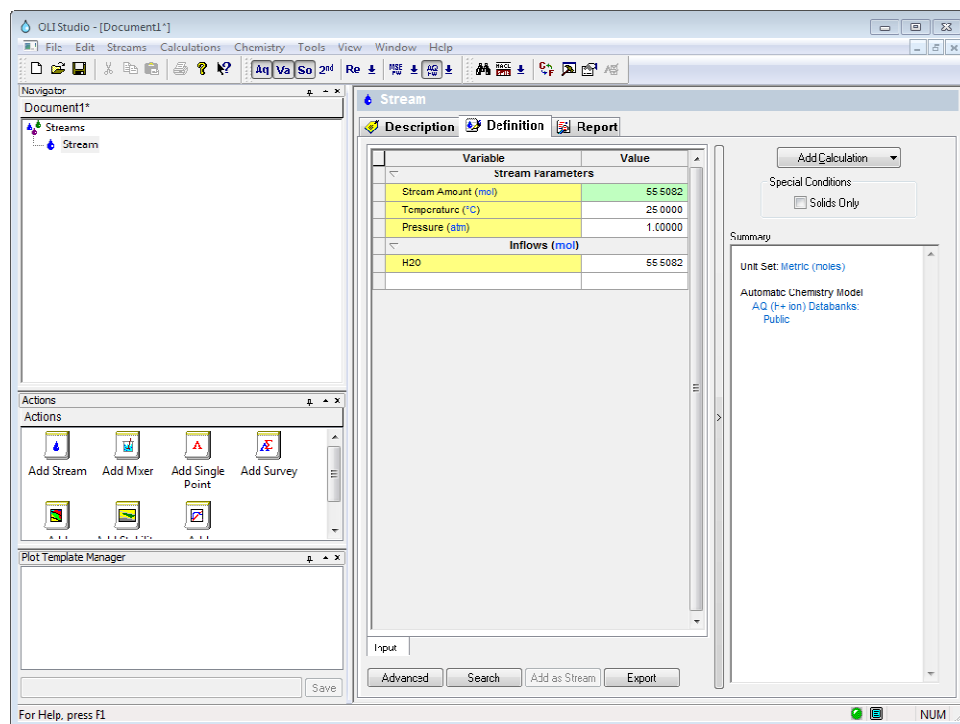 OLI Studio - [Document1*]
File Edit Streams Calculations Chemistry Tools View Window Help
Aq Va So 2nd Re MSE FW AQ FW
Navigator
Document1*
Streams
Stream
Actions
Actions
Add Stream Add Mixer Add Single Point Add Survey
Plot Template Manager
Save
Stream
Description Definition Report
Variable Value
Stream Parameters
Stream Amount (mol) 55.5082
Temperature (°C) 25.0000
Pressure (atm) 1.00000
Inflows (mol)
H2O 55.5082
Input
Advanced Search Add as Stream Export
Add Calculation
Special Conditions
Solids Only
Summary
Unit Set: Metric (moles)
Automatic Chemistry Model
AQ (H+ ion) Databanks:
Public
For Help, press F1 NUM